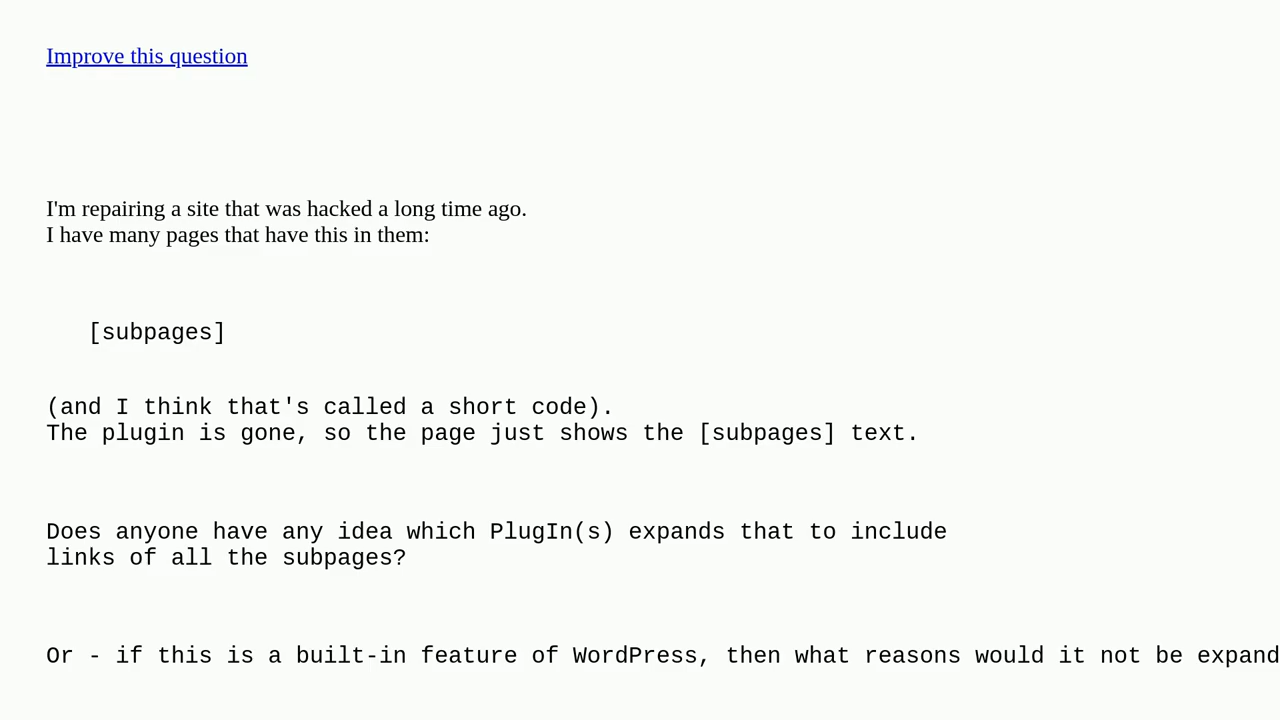 Improve this question
I'm repairing a site that was hacked a long time ago.
I have many pages that have this in them:
[subpages]
(and I think that's called a short code).
The plugin is gone, so the page just shows the [subpages] text.
Does anyone have any idea which PlugIn(s) expands that to include
links of all the subpages?
Or - if this is a built-in feature of WordPress, then what reasons would it not be expand